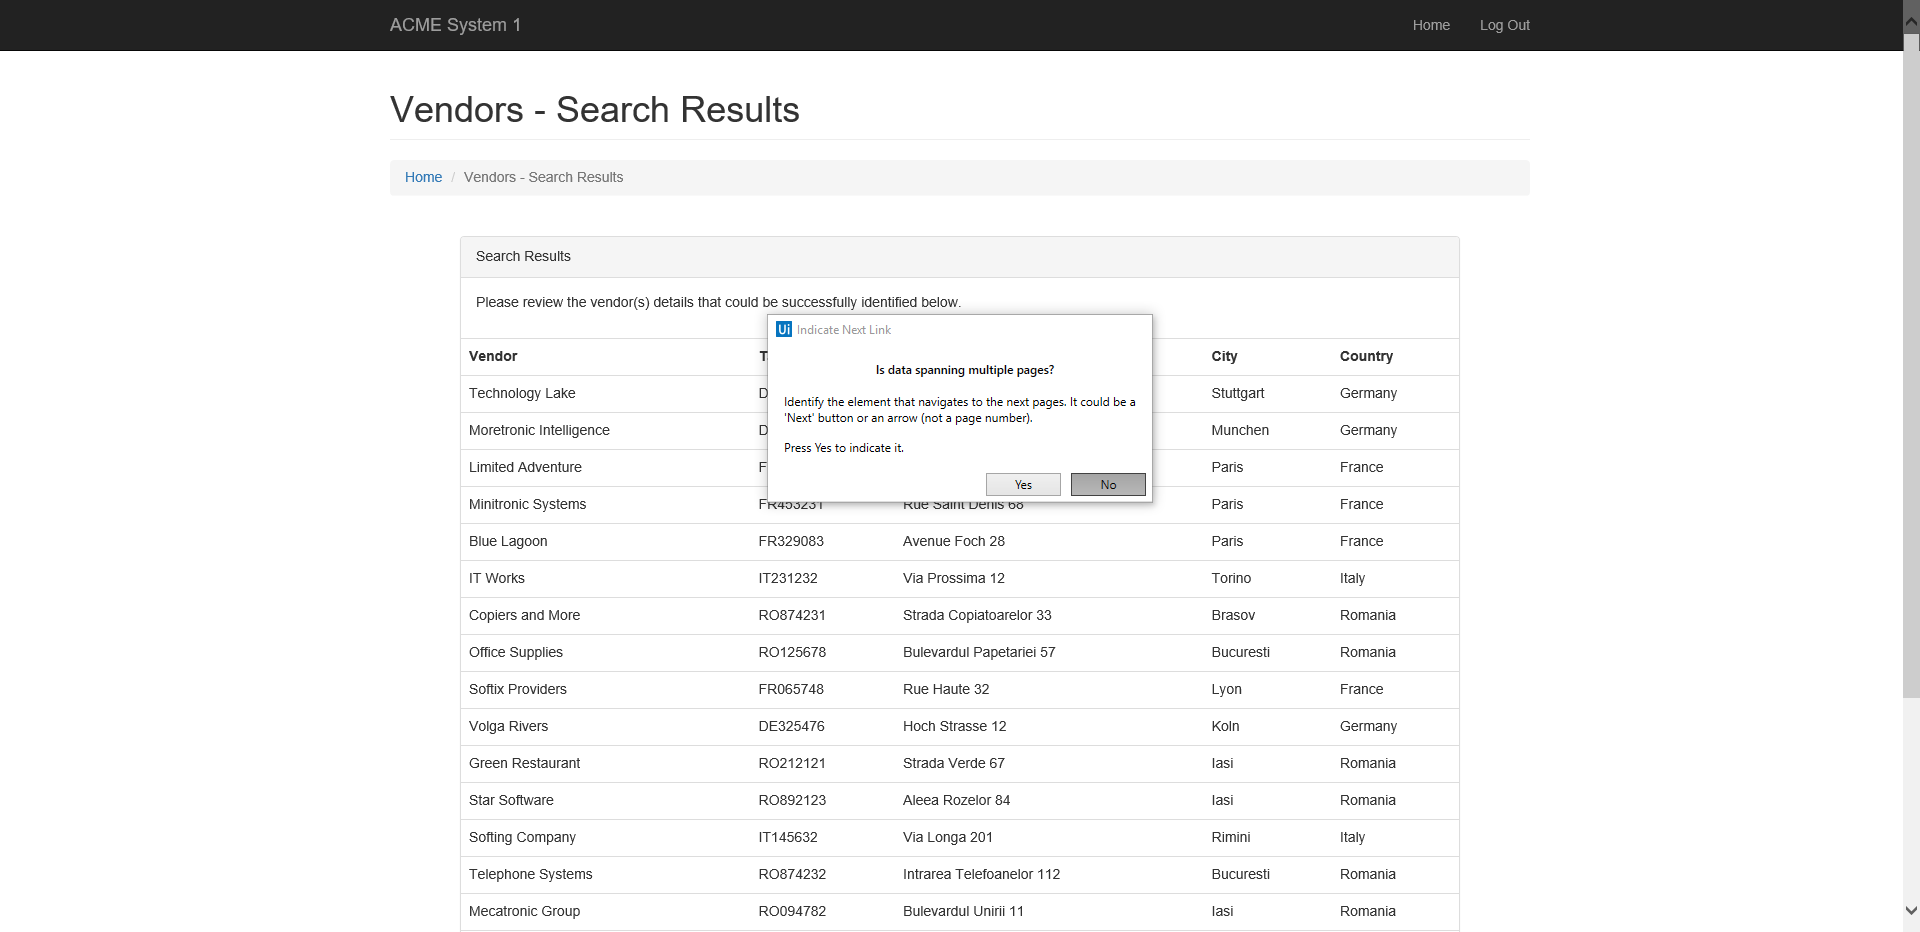 ACME System 1 Home Log Out
Vendors - Search Results
Home / Vendors - Search Results
Search Results
Please review the vendor(s) details that could be successfully identified below.
Ui Indicate Next Link
Is data spanning multiple pages?
Identify the element that navigates to the next pages. It could be a
'Next' button or an arrow (not a page number).
Press Yes to indicate it.
Yes No
Vendor City Country
Technology Lake Stuttgart Germany
Moretronic Intelligence Munchen Germany
Limited Adventure Paris France
Minitronic Systems FR453231 Rue Saint Denis 68 Paris France
Blue Lagoon FR329083 Avenue Foch 28 Paris France
IT Works IT231232 Via Prossima 12 Torino Italy
Copiers and More RO874231 Strada Copiatoarelor 33 Brasov Romania
Office Supplies RO125678 Bulevardul Papetariei 57 Bucuresti Romania
Softix Providers FR065748 Rue Haute 32 Lyon France
Volga Rivers DE325476 Hoch Strasse 12 Koln Germany
Green Restaurant RO212121 Strada Verde 67 Iasi Romania
Star Software RO892123 Aleea Rozelor 84 Iasi Romania
Softing Company IT145632 Via Longa 201 Rimini Italy
Telephone Systems RO874232 Intrarea Telefoanelor 112 Bucuresti Romania
Mecatronic Group RO094782 Bulevardul Unirii 11 Iasi Romania